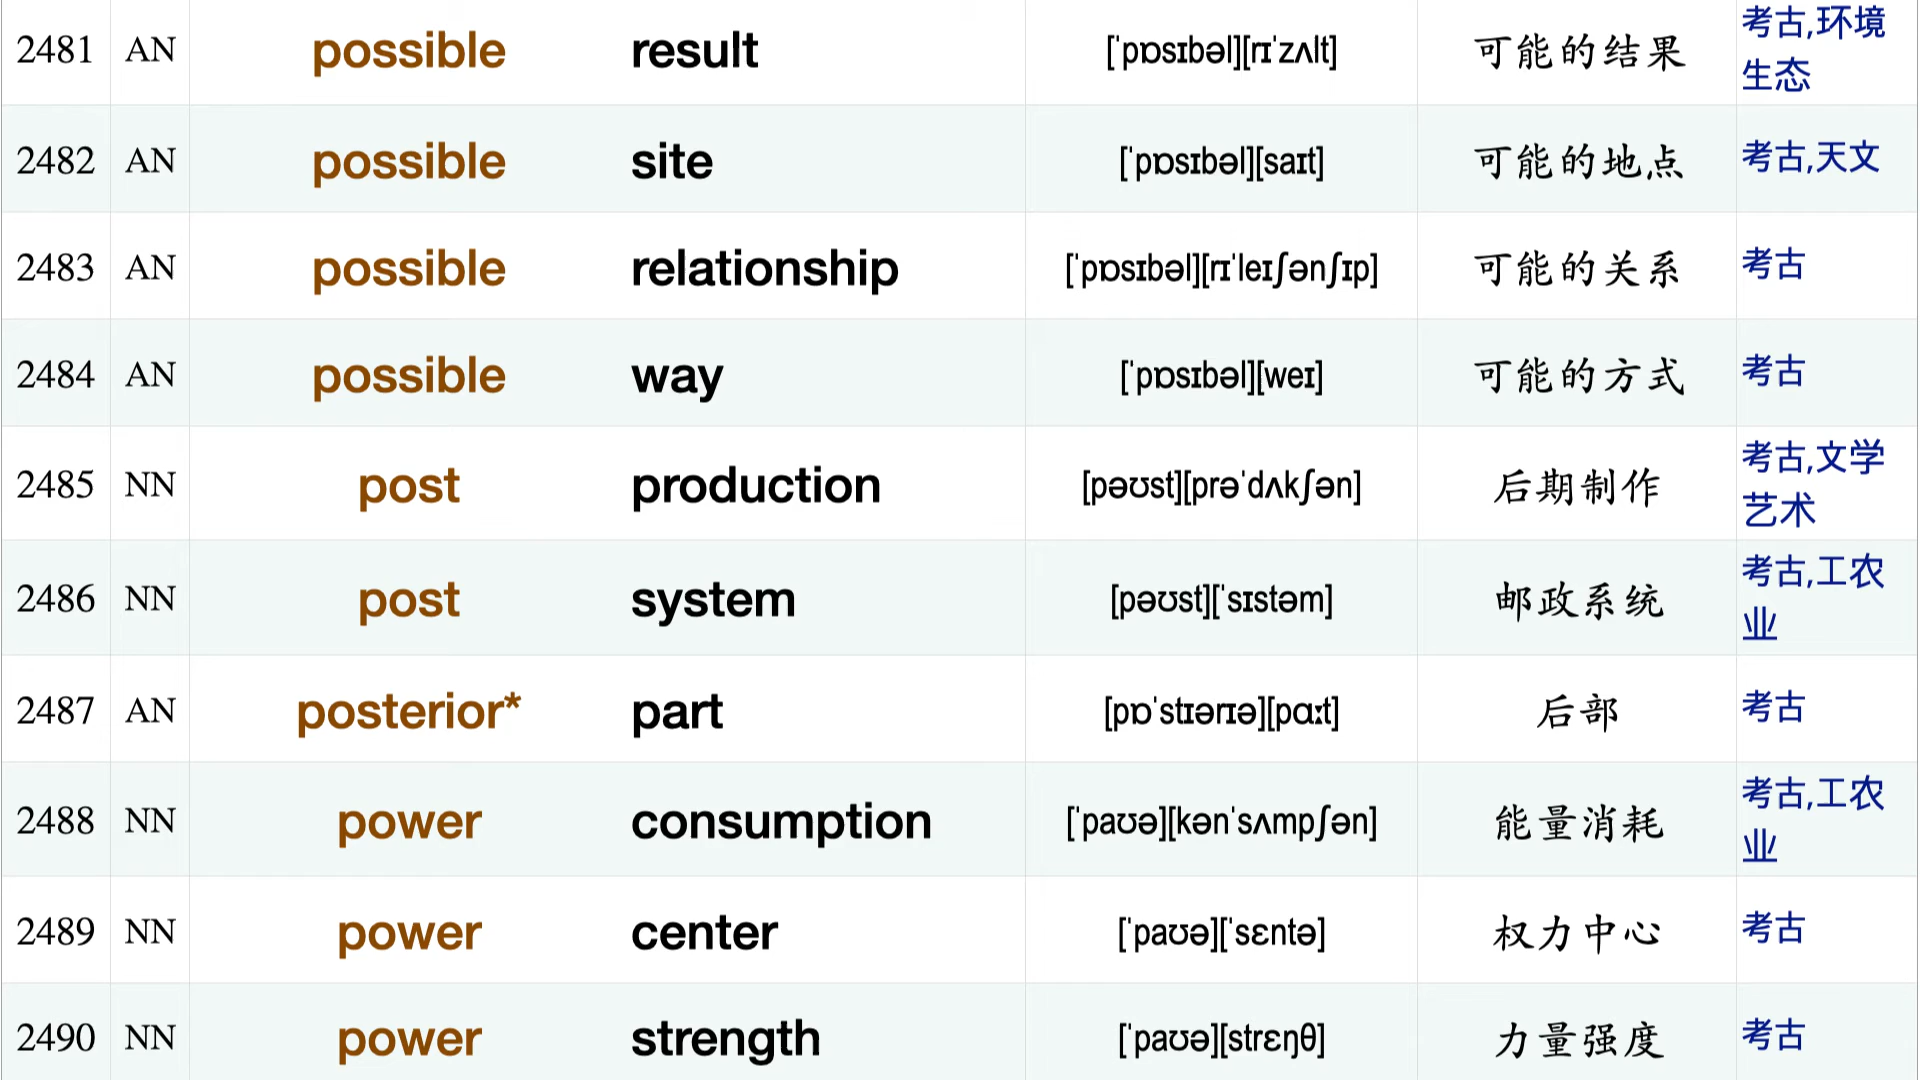 2481 AN possible result [ˈpɒsɪbəl][rɪˈzʌlt] 可能的结果 考古,环境
生态
2482 AN possible site [ˈpɒsɪbəl][saɪt] 可能的地点 考古,天文
2483 AN possible relationship [ˈpɒsɪbəl][rɪˈleɪʃənʃɪp] 可能的关系 考古
2484 AN possible way [ˈpɒsɪbəl][weɪ] 可能的方式 考古
2485 NN post production [pəʊst][prəˈdʌkʃən] 后期制作 考古,文学
艺术
2486 NN post system [pəʊst][ˈsɪstəm] 邮政系统 考古,工农
业
2487 AN posterior* part [pɒˈstɪərɪə][pɑːt] 后部 考古
2488 NN power consumption [ˈpaʊə][kənˈsʌmpʃən] 能量消耗 考古,工农
业
2489 NN power center [ˈpaʊə][ˈsɛntə] 权力中心 考古
2490 NN power strength [ˈpaʊə][strɛŋθ] 力量强度 考古